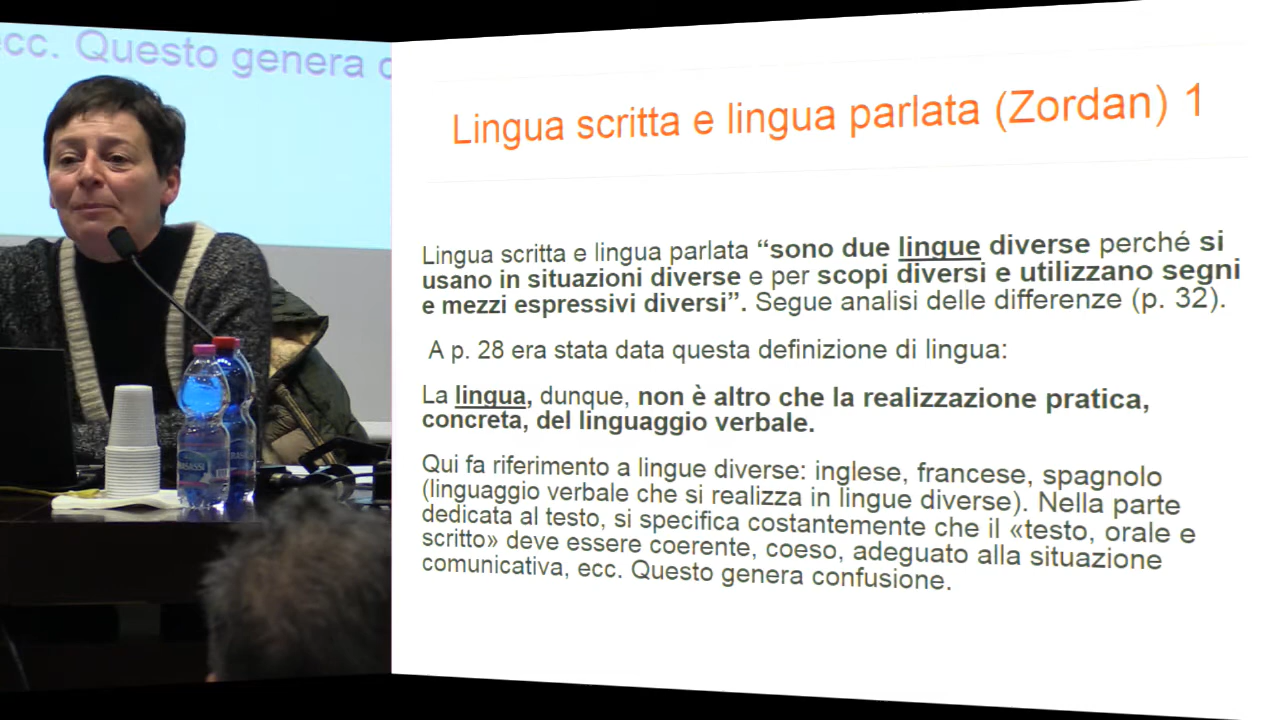 ecc. Questo genera c
Lingua scritta e lingua parlata (Zordan) 1
Lingua scritta e lingua parlata “sono due lingue diverse perché si
usano in situazioni diverse e per scopi diversi e utilizzano segni
e mezzi espressivi diversi”. Segue analisi delle differenze (p. 32).
A p. 28 era stata data questa definizione di lingua:
La lingua, dunque, non è altro che la realizzazione pratica,
concreta, del linguaggio verbale.
Qui fa riferimento a lingue diverse: inglese, francese, spagnolo
(linguaggio verbale che si realizza in lingue diverse). Nella parte
dedicata al testo, si specifica costantemente che il «testo, orale e
scritto» deve essere coerente, coeso, adeguato alla situazione
comunicativa, ecc. Questo genera confusione.